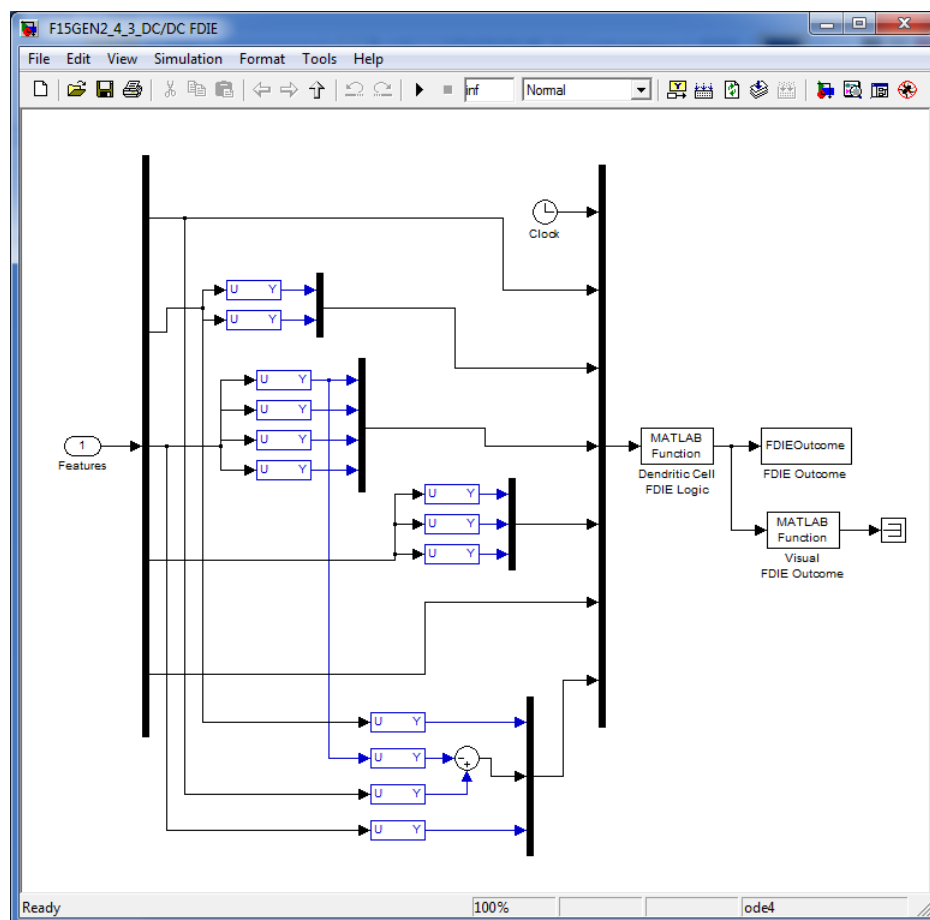 F15GEN2_4_3_DC/DC FDIE
File Edit View Simulation Format Tools Help
inf Normal
Clock
U Y
U Y
U Y
U Y
U Y
U Y
1
Features
MATLAB
Function
Dendritic Cell
FDIE Logic
FDIEOutcome
FDIE Outcome
U Y
U Y
U Y
MATLAB
Function
Visual
FDIE Outcome
U Y
U Y
- +
U Y
U Y
Ready 100% ode4